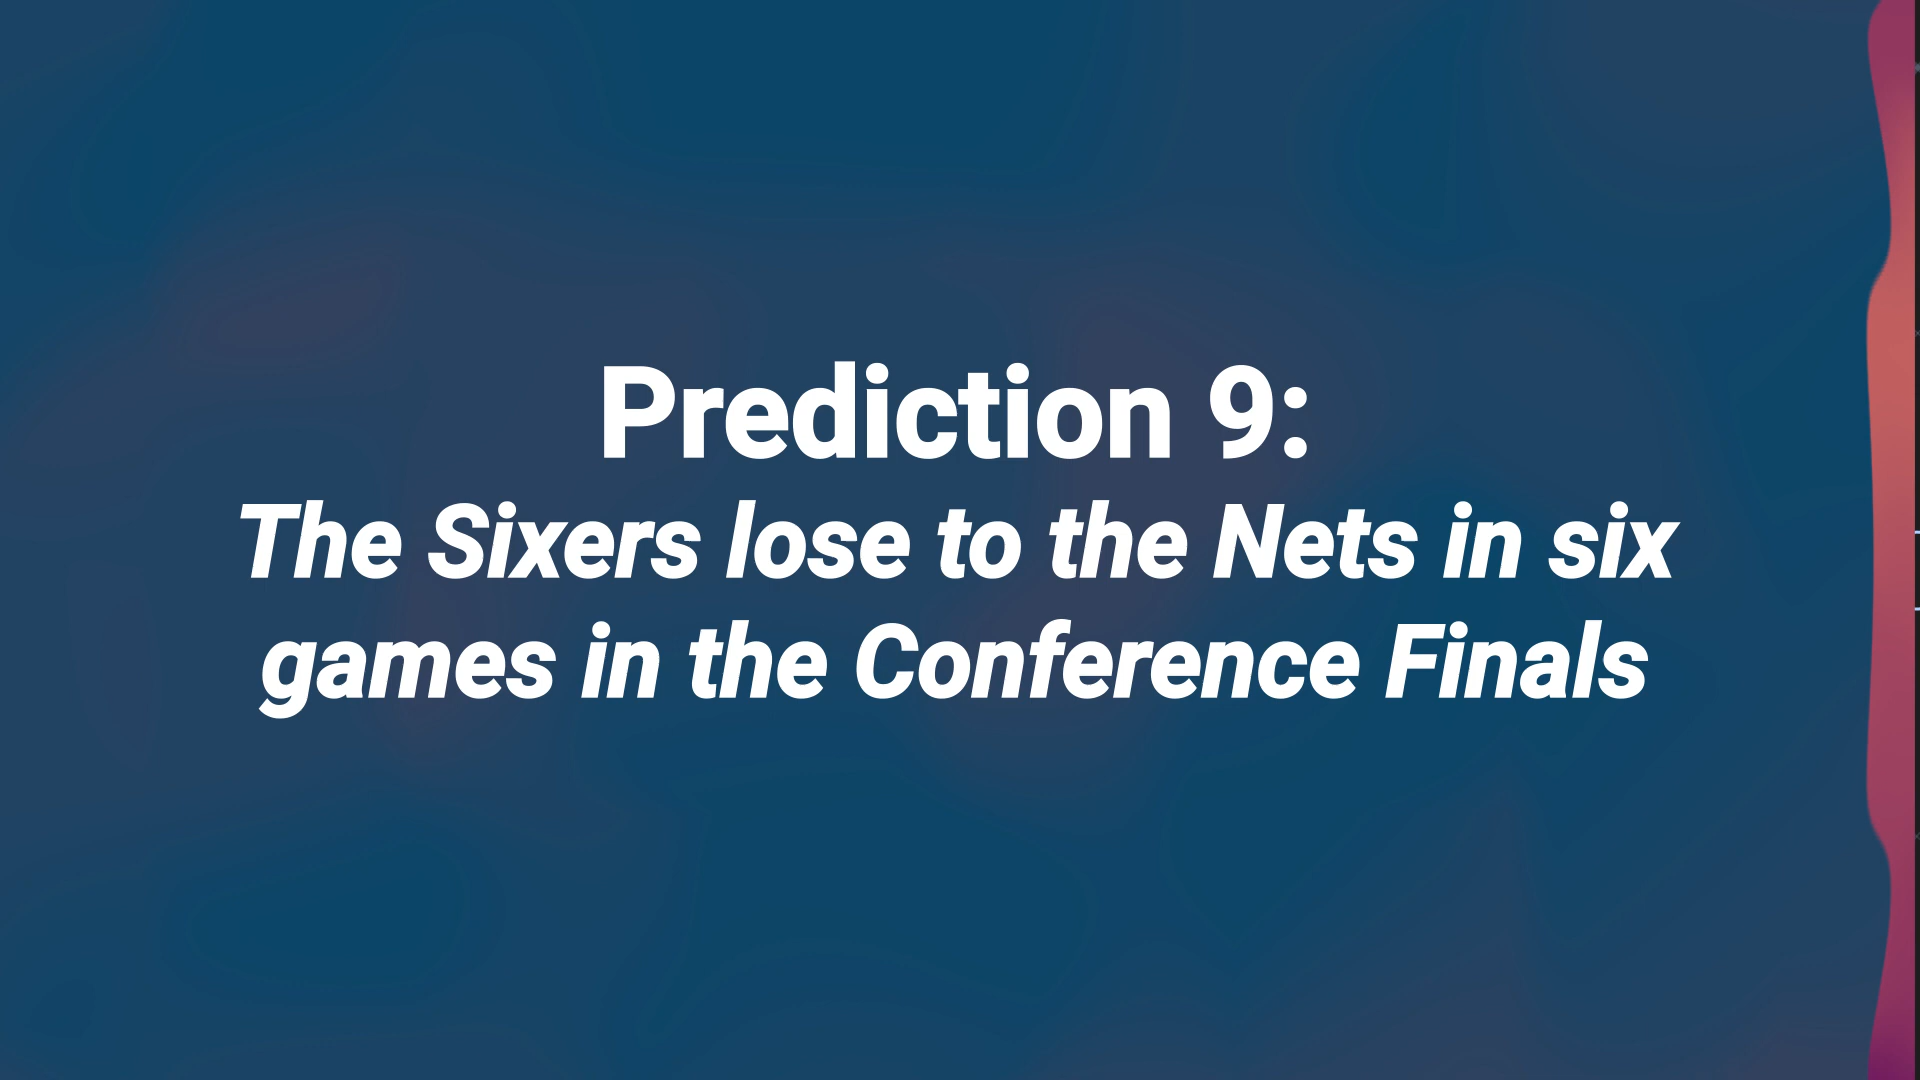 Prediction 9:
The Sixers lose to the Nets in six
games in the Conference Finals